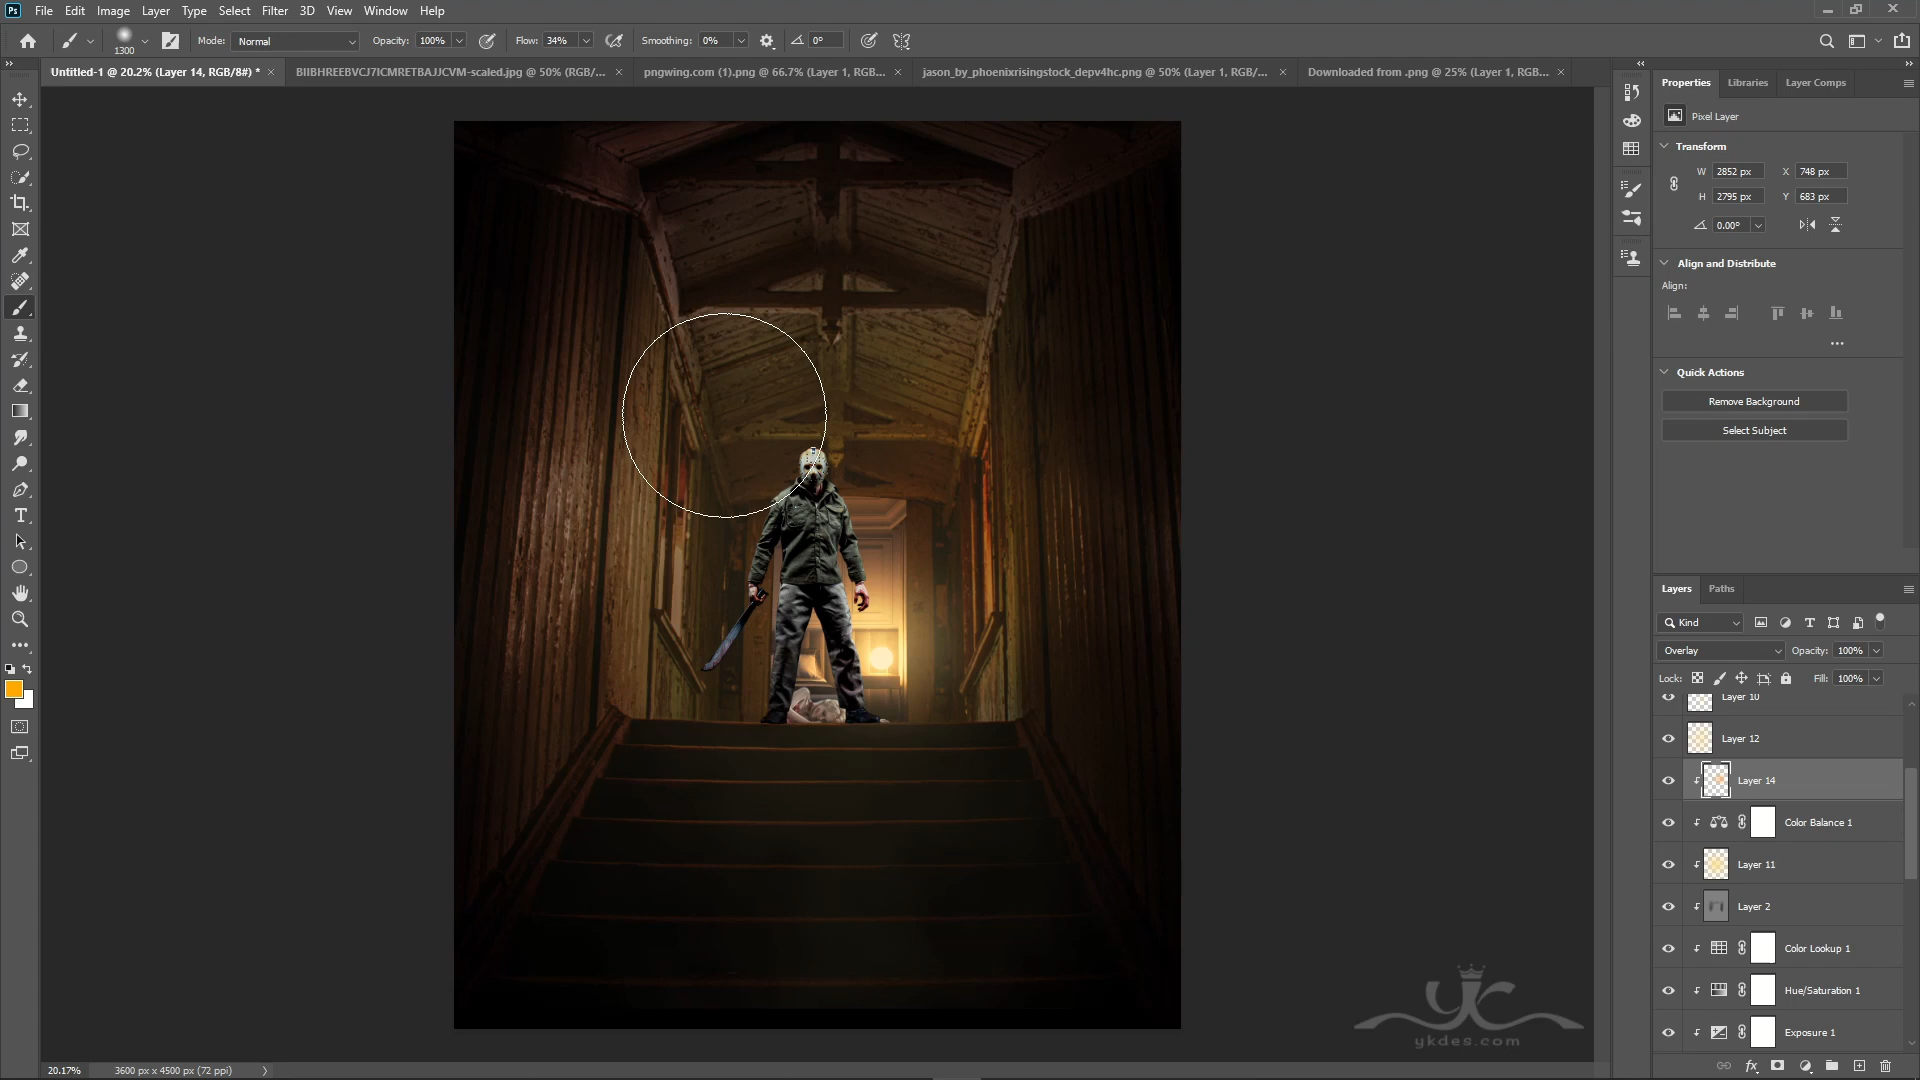 Ps File Edit Image Layer Type Select Filter 3D View Window Help
1300 Mode: Normal Opacity: 100% Flow: 34% Smoothing: 0% 0°
Untitled-1 @ 20.2% (Layer 14, RGB/8#) * × BIIBHREEBVCJ7ICMRETBAJJCVM-scaled.jpg @ 50% (RGB/... × pngwing.com (1).png @ 66.7% (Layer 1, RGB... × jason_by_phoenixrisingstock_depv4hc.png @ 50% (Layer 1, RGB/... × Downloaded from .png @ 25% (Layer 1, RGB... ×
Properties Libraries Layer Comps
Pixel Layer
Transform
W 2852 px X 748 px
H 2795 px Y 683 px
0.00°
Align and Distribute
Align:
Quick Actions
Remove Background
Select Subject
Layers Paths
Kind
Overlay Opacity: 100%
Lock: Fill: 100%
Layer 10
Layer 12
Layer 14
Color Balance 1
Layer 11
Layer 2
Color Lookup 1
Hue/Saturation 1
Exposure 1
yc
ykdes.com
20.17% 3600 px x 4500 px (72 ppi)